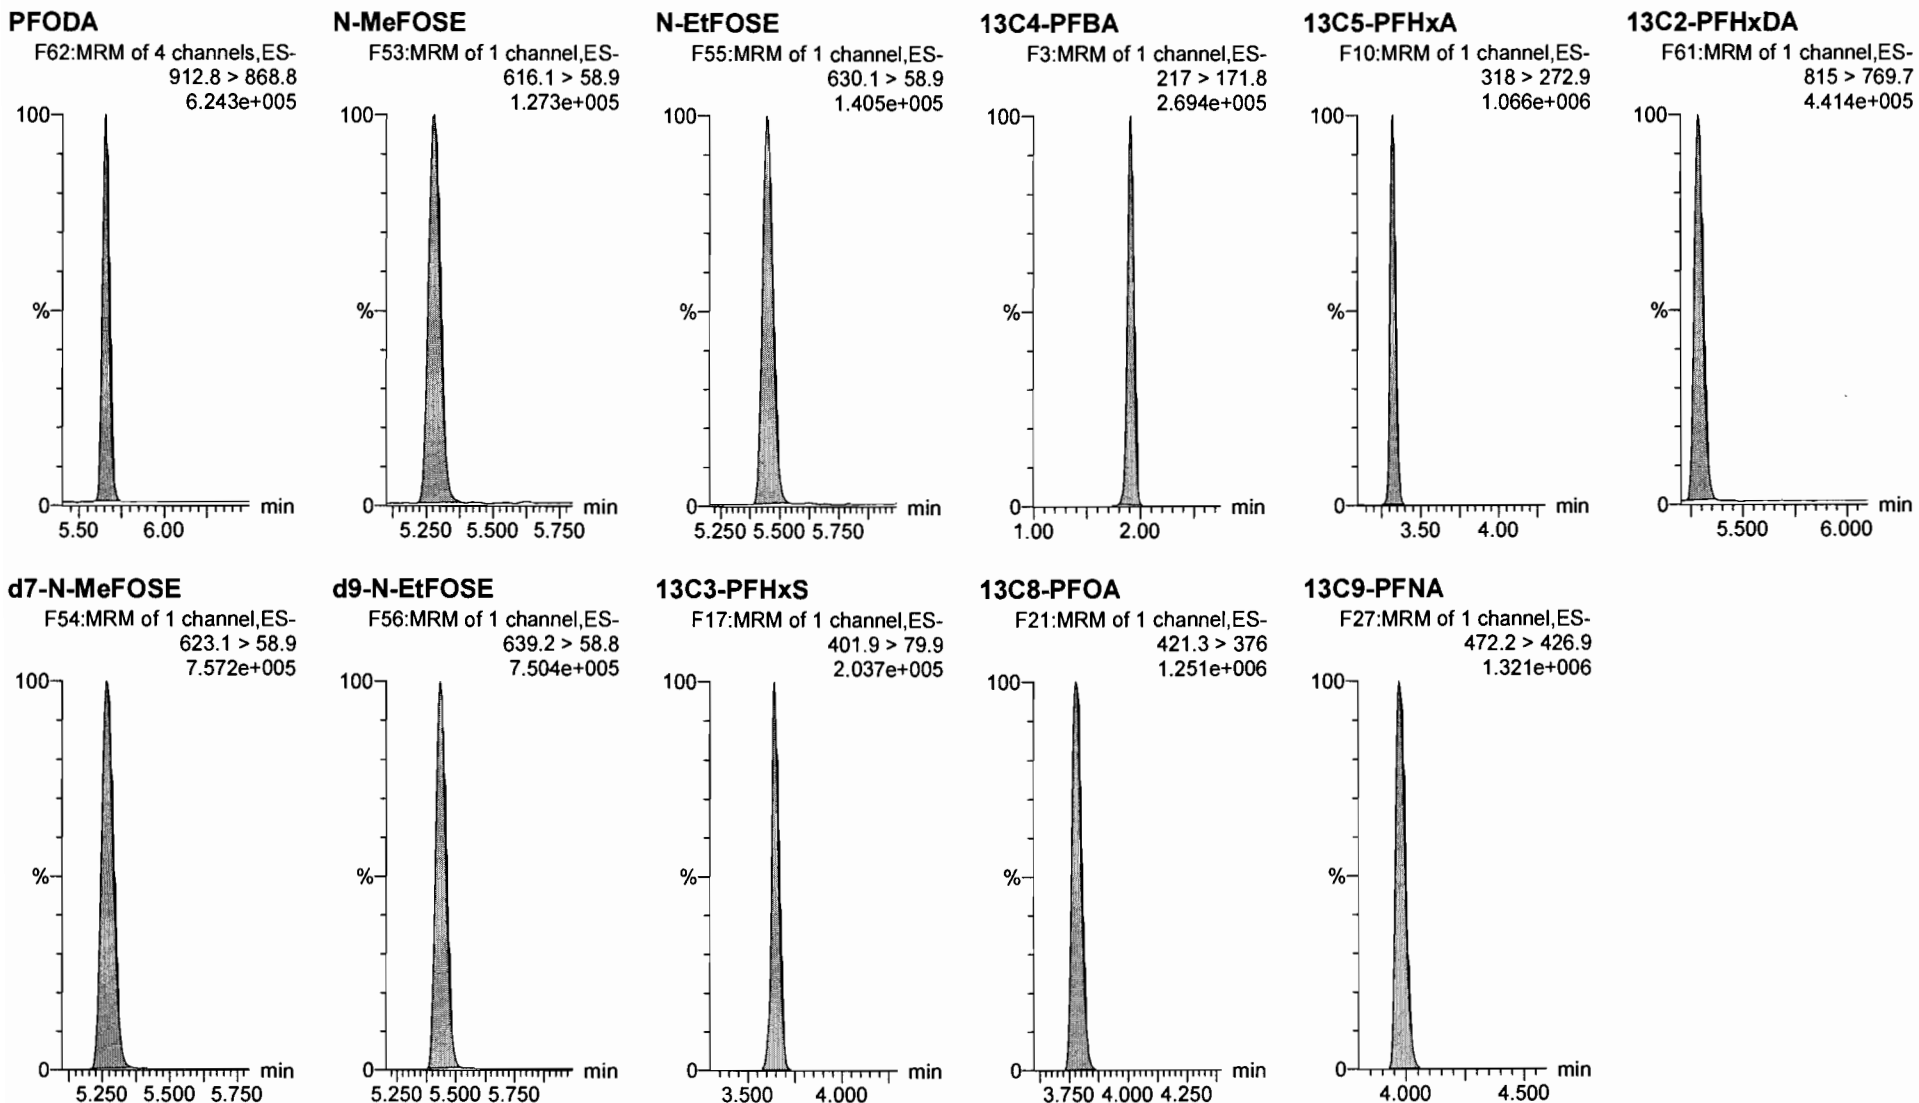 PFODA
F62:MRM of 4 channels,ES-
912.8 > 868.8
6.243e+005
100
%
0
min
5.50 6.00
N-MeFOSE
F53:MRM of 1 channel,ES-
616.1 > 58.9
1.273e+005
100
%
0
min
5.250 5.500 5.750
N-EtFOSE
F55:MRM of 1 channel,ES-
630.1 > 58.9
1.405e+005
100
%
0
min
5.250 5.500 5.750
13C4-PFBA
F3:MRM of 1 channel,ES-
217 > 171.8
2.694e+005
100
%
0
min
1.00 2.00
13C5-PFHxA
F10:MRM of 1 channel,ES-
318 > 272.9
1.066e+006
100
%
0
min
3.50 4.00
13C2-PFHxDA
F61:MRM of 1 channel,ES-
815 > 769.7
4.414e+005
100
%
0
min
5.500 6.000
d7-N-MeFOSE
F54:MRM of 1 channel,ES-
623.1 > 58.9
7.572e+005
100
%
0
min
5.250 5.500 5.750
d9-N-EtFOSE
F56:MRM of 1 channel,ES-
639.2 > 58.8
7.504e+005
100
%
0
min
5.250 5.500 5.750
13C3-PFHxS
F17:MRM of 1 channel,ES-
401.9 > 79.9
2.037e+005
100
%
0
min
3.500 4.000
13C8-PFOA
F21:MRM of 1 channel,ES-
421.3 > 376
1.251e+006
100
%
0
min
3.750 4.000 4.250
13C9-PFNA
F27:MRM of 1 channel,ES-
472.2 > 426.9
1.321e+006
100
%
0
min
4.000 4.500